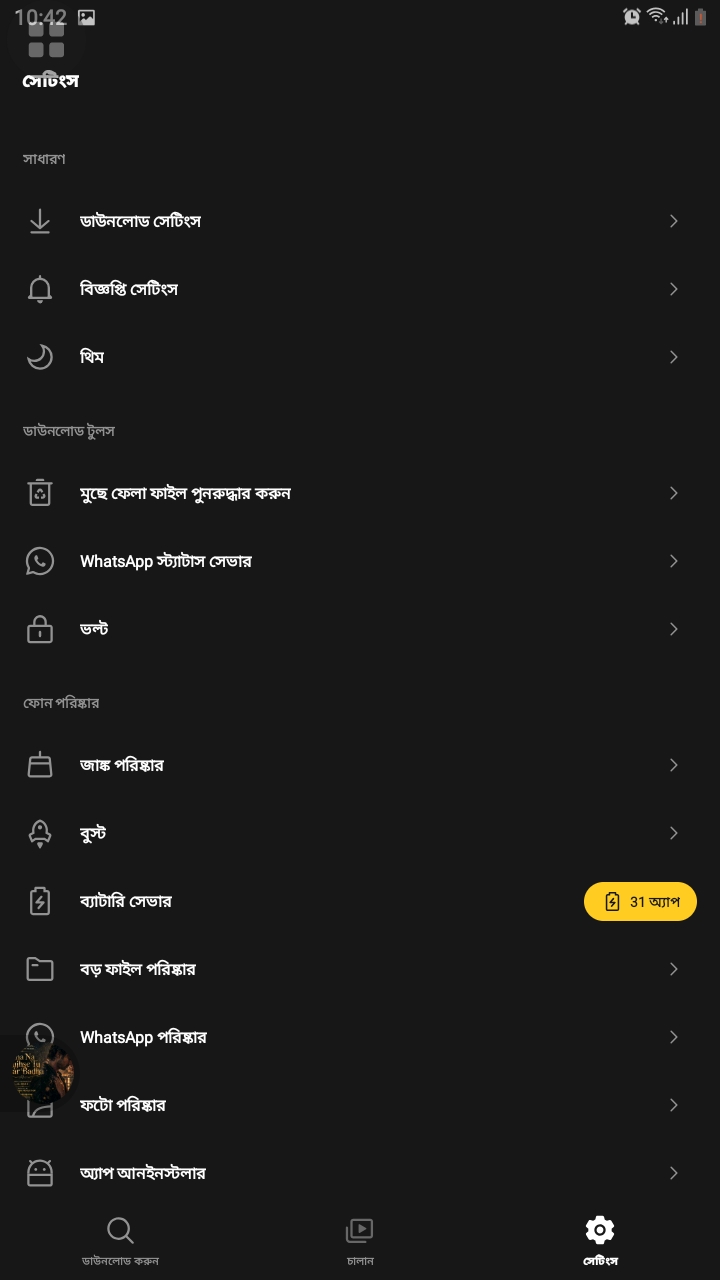 10:42
সেটিংস
সাধারণ
ডাউনলোড সেটিংস
বিজ্ঞপ্তি সেটিংস
থিম
ডাউনলোড টুলস
মুছে ফেলা ফাইল পুনরুদ্ধার করুন
WhatsApp স্ট্যাটাস সেভার
ভল্ট
ফোন পরিষ্কার
জাঙ্ক পরিষ্কার
বুস্ট
ব্যাটারি সেভার
31 অ্যাপ
বড় ফাইল পরিষ্কার
WhatsApp পরিষ্কার
ফটো পরিষ্কার
অ্যাপ আনইনস্টলার
ডাউনলোড করুন
চালান
সেটিংস